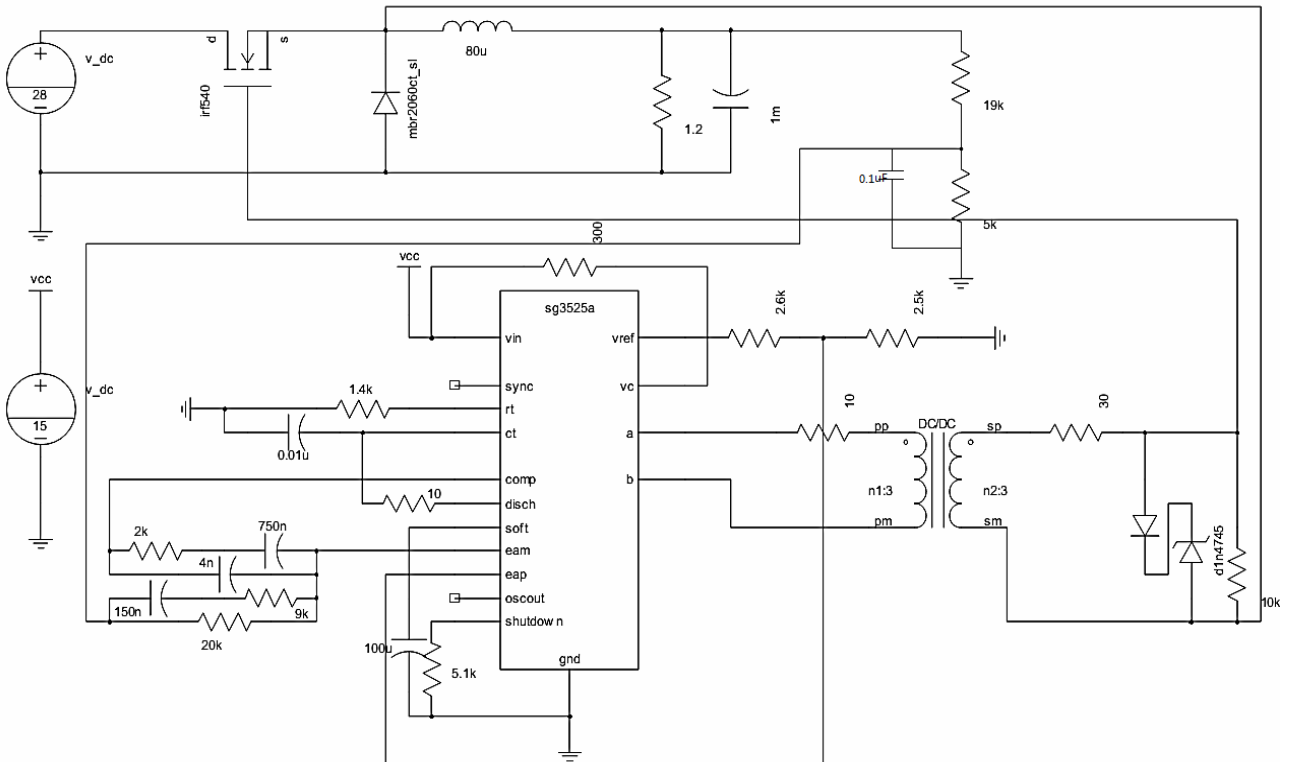 v_dc
28
d
s
irf540
mbr2060ct_sl
80u
1.2
1m
19k
0.1uF
5k
300
vcc
vcc
v_dc
15
sg3525a
vin
sync
rt
ct
comp
disch
soft
eam
eap
oscout
shutdow n
gnd
vref
vc
a
b
2.6k
2.5k
1.4k
0.01u
10
2k
750n
4n
150n
9k
20k
100u
5.1k
10
pp
DC/DC
sp
n1:3
n2:3
pm
sm
30
d1n4745
10k